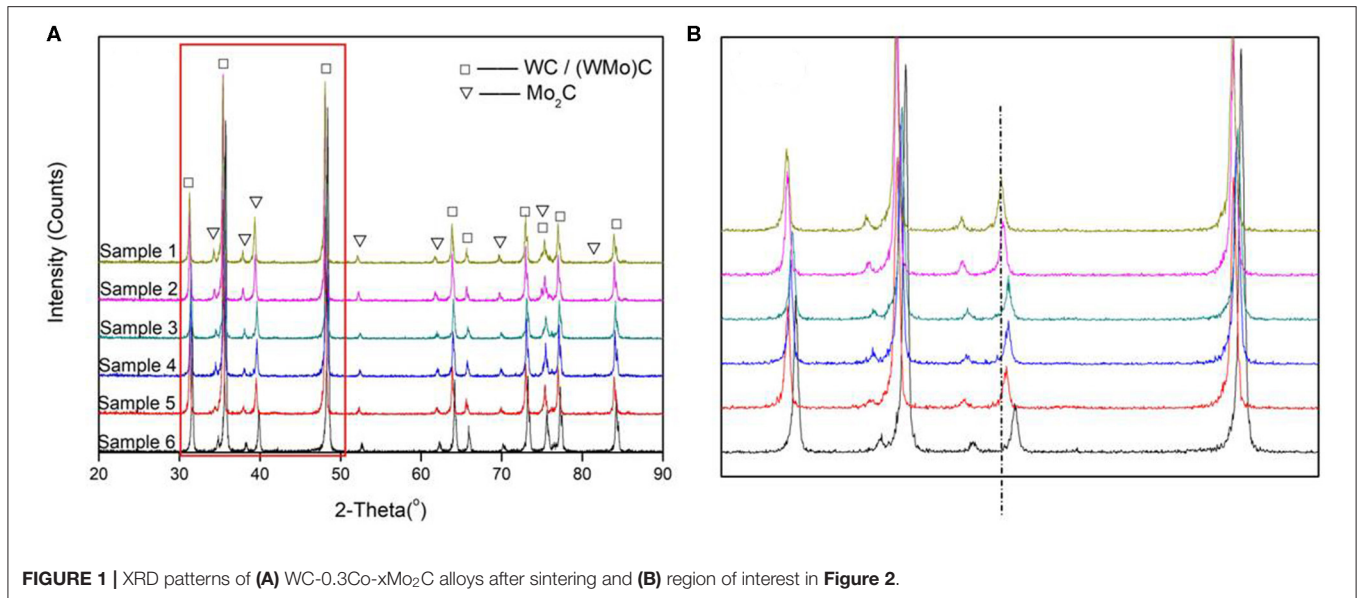 A
B
□ —— WC / (WMo)C
▽ —— Mo₂C
Intensity (Counts)
Sample 1
Sample 2
Sample 3
Sample 4
Sample 5
Sample 6
20 30 40 50 60 70 80 90
2-Theta(°)
FIGURE 1 | XRD patterns of (A) WC-0.3Co-xMo₂C alloys after sintering and (B) region of interest in Figure 2.